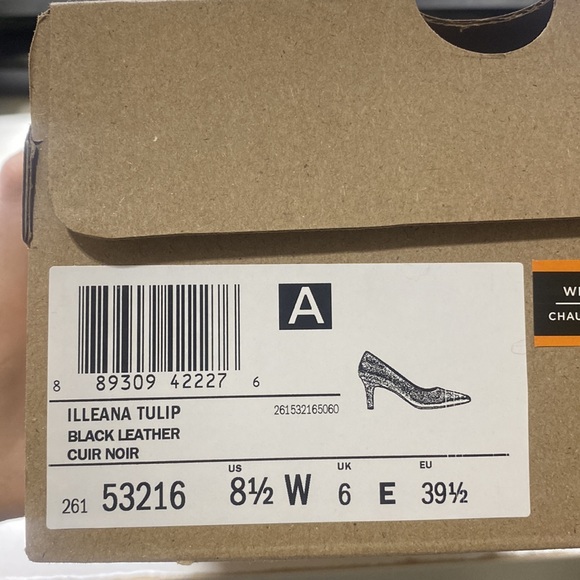 A
8 89309 42227 6
ILLEANA TULIP
261532165060
BLACK LEATHER
CUIR NOIR
US UK EU
261 53216 8½ W 6 E 39½